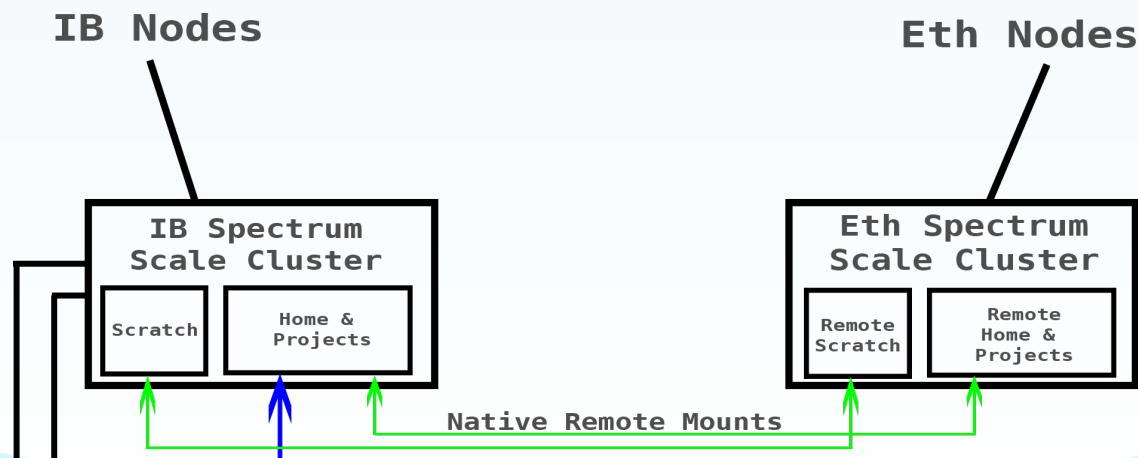 IB Nodes
Eth Nodes
IB Spectrum
Scale Cluster
Scratch
Home &
Projects
Eth Spectrum
Scale Cluster
Remote
Scratch
Remote
Home &
Projects
Native Remote Mounts